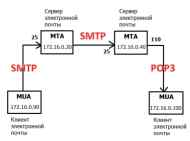 Сервер
электронной
почты
Сервер
электронной
почты
25
SMTP
110
MTA
172.16.0.30
MTA
172.16.0.40
25
SMTP
POP3
MUA
172.16.0.90
MUA
172.16.0.100
Клиент
электронной
почты
Клиент
электронной
почты